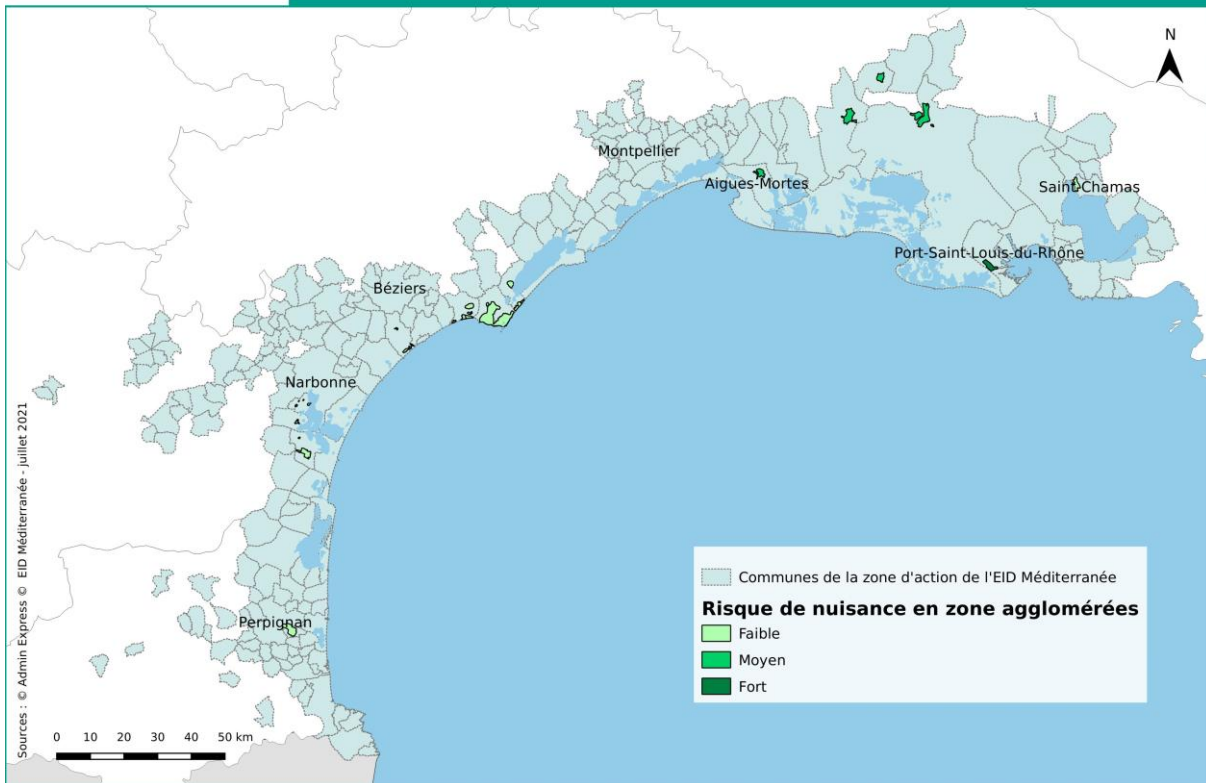 N
Montpellier
Aigues-Mortes
Saint-Chamas
Port-Saint-Louis-du-Rhône
Béziers
Narbonne
Perpignan
Communes de la zone d'action de l'EID Méditerranée
Risque de nuisance en zone agglomérées
Faible
Moyen
Fort
0 10 20 30 40 50 km
Sources : © Admin Express © EID Méditerranée - juillet 2021